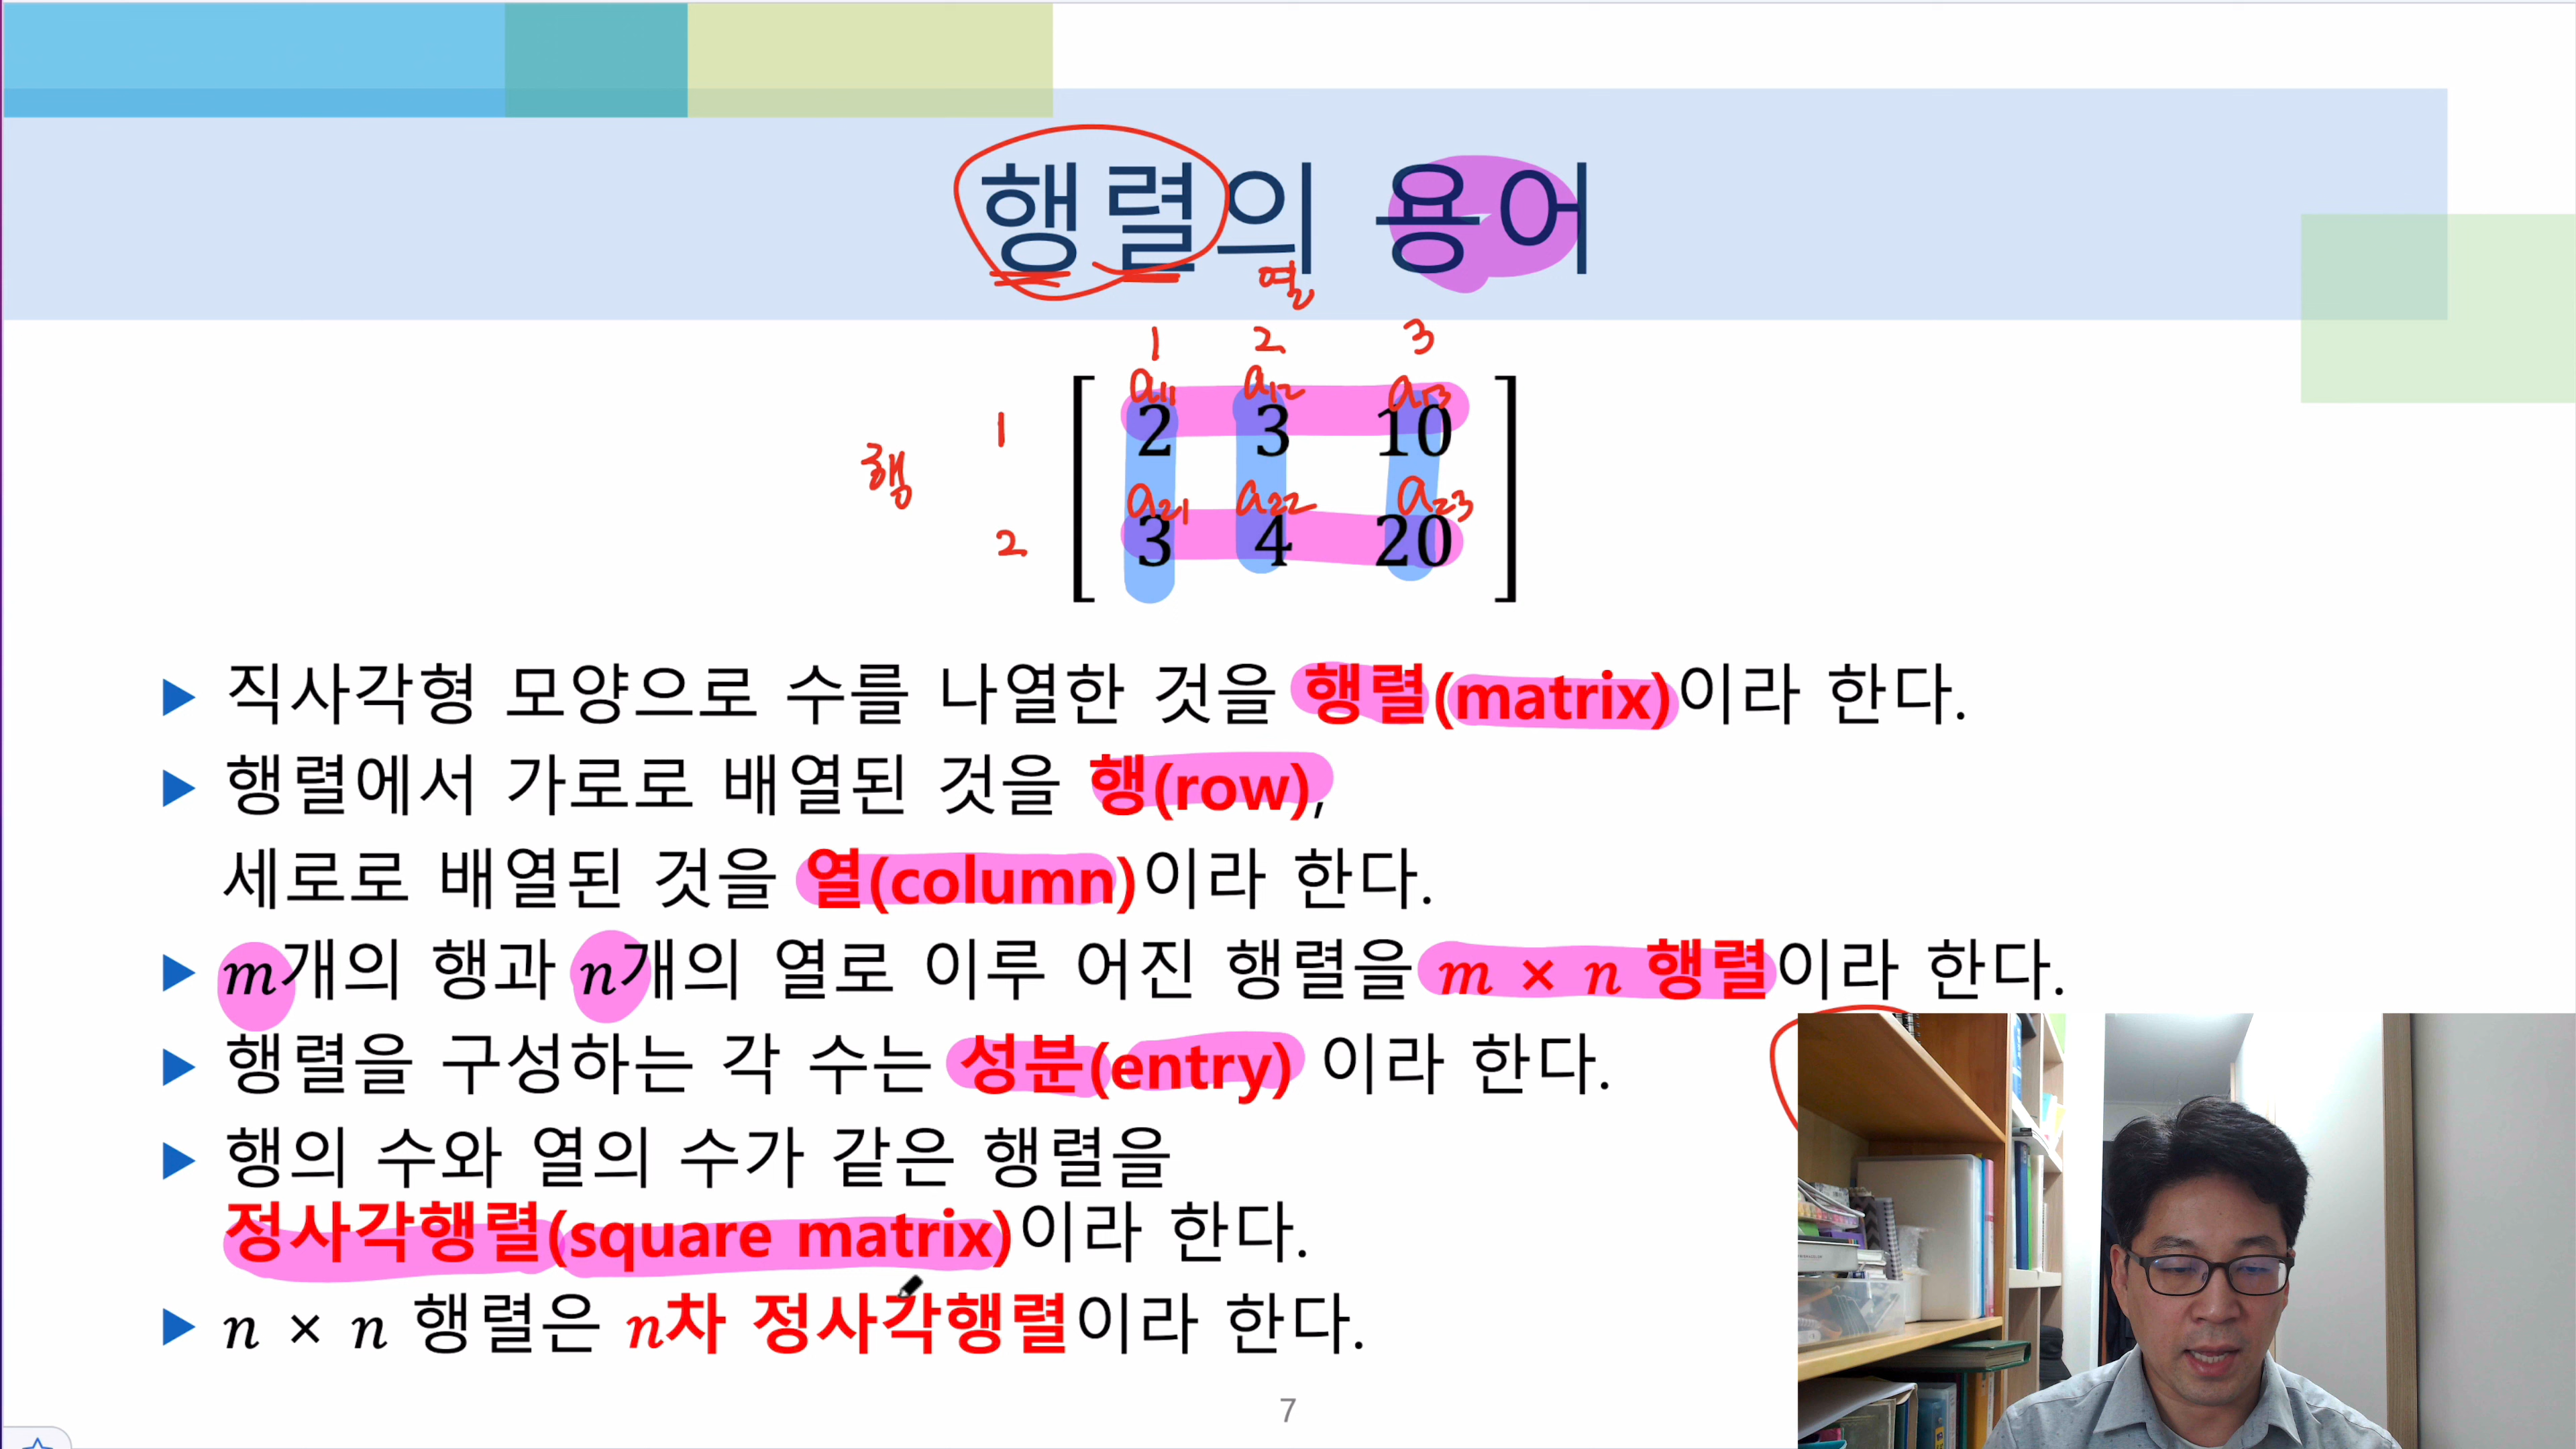 행렬의 용어
열
1 2 3
a11 a12 a13
1 2 3 10
행
a21 a22 a23
2 3 4 20
▶ 직사각형 모양으로 수를 나열한 것을 행렬(matrix)이라 한다.
▶ 행렬에서 가로로 배열된 것을 행(row),
세로로 배열된 것을 열(column)이라 한다.
▶ m개의 행과 n개의 열로 이루 어진 행렬을 m × n 행렬이라 한다.
▶ 행렬을 구성하는 각 수는 성분(entry) 이라 한다.
▶ 행의 수와 열의 수가 같은 행렬을
정사각행렬(square matrix)이라 한다.
▶ n × n 행렬은 n차 정사각행렬이라 한다.
7